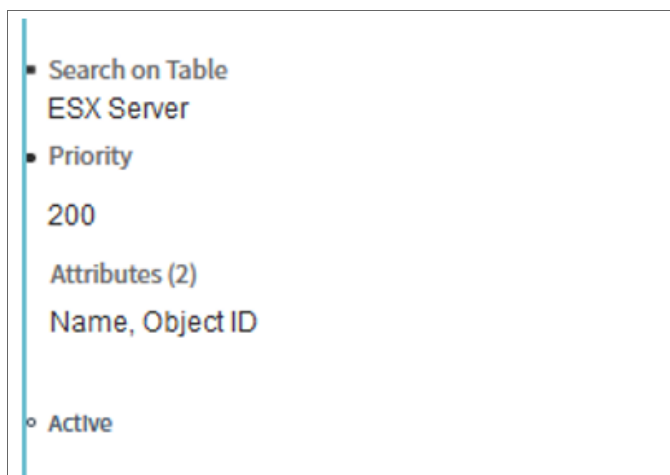 Search on Table
ESX Server
Priority
200
Attributes (2)
Name, Object ID
Active